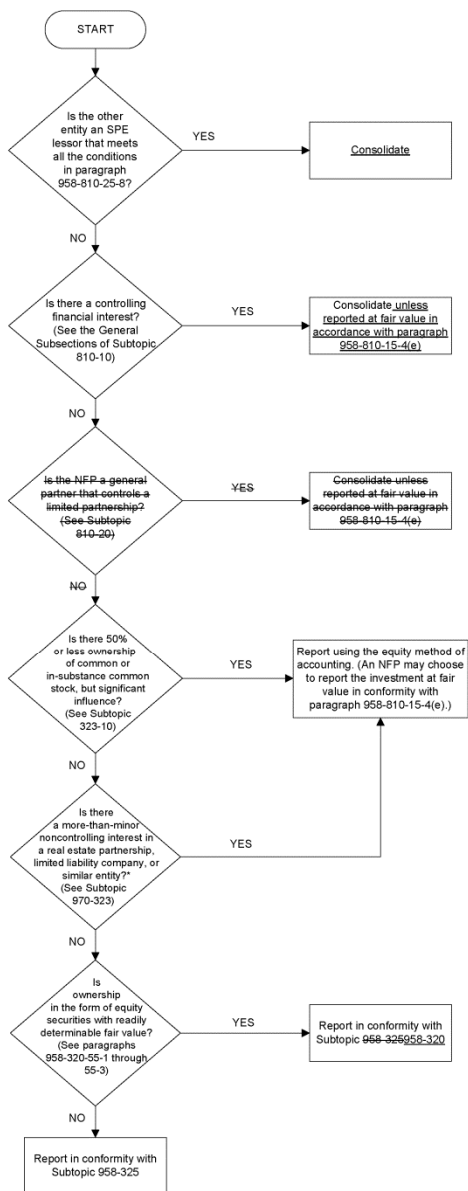 START
Is the other
entity an SPE
lessor that meets
all the conditions
in paragraph
958-810-25-8?
YES
Consolidate
NO
Is there a controlling
financial interest?
(See the General
Subsections of Subtopic
810-10)
YES
Consolidate unless
reported at fair value in
accordance with paragraph
958-810-15-4(e)
NO
Is the NFP a general
partner that controls a
limited partnership?
(See Subtopic
810-20)
YES
Consolidate unless
reported at fair value in
accordance with paragraph
958-810-15-4(e)
NO
Is there 50%
or less ownership
of common or
in-substance common
stock, but significant
influence?
(See Subtopic
323-10)
YES
Report using the equity method of
accounting. (An NFP may choose
to report the investment at fair
value in conformity with
paragraph 958-810-15-4(e).)
NO
Is there
a more-than-minor
noncontrolling interest in
a real estate partnership,
limited liability company, or
similar entity?*
(See Subtopic
970-323)
YES
NO
Is
ownership
in the form of equity
securities with readily
determinable fair value?
(See paragraphs
958-320-55-1 through
55-3)
YES
Report in conformity with
Subtopic 958-325958-320
NO
Report in conformity with
Subtopic 958-325